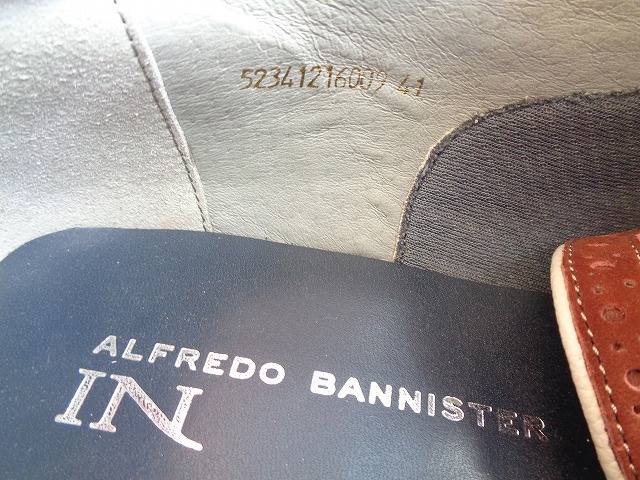 52341216009 41
ALFREDO BANNISTER
IN